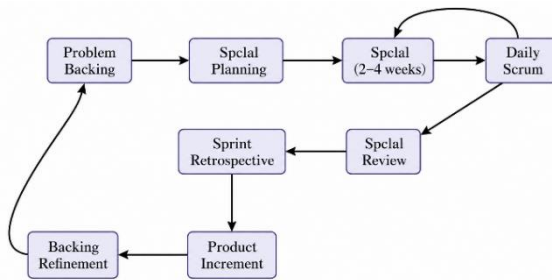 Problem
Backing
Spclal
Planning
Spclal
(2–4 weeks)
Daily
Scrum
Sprint
Retrospective
Spclal
Review
Backing
Refinement
Product
Increment